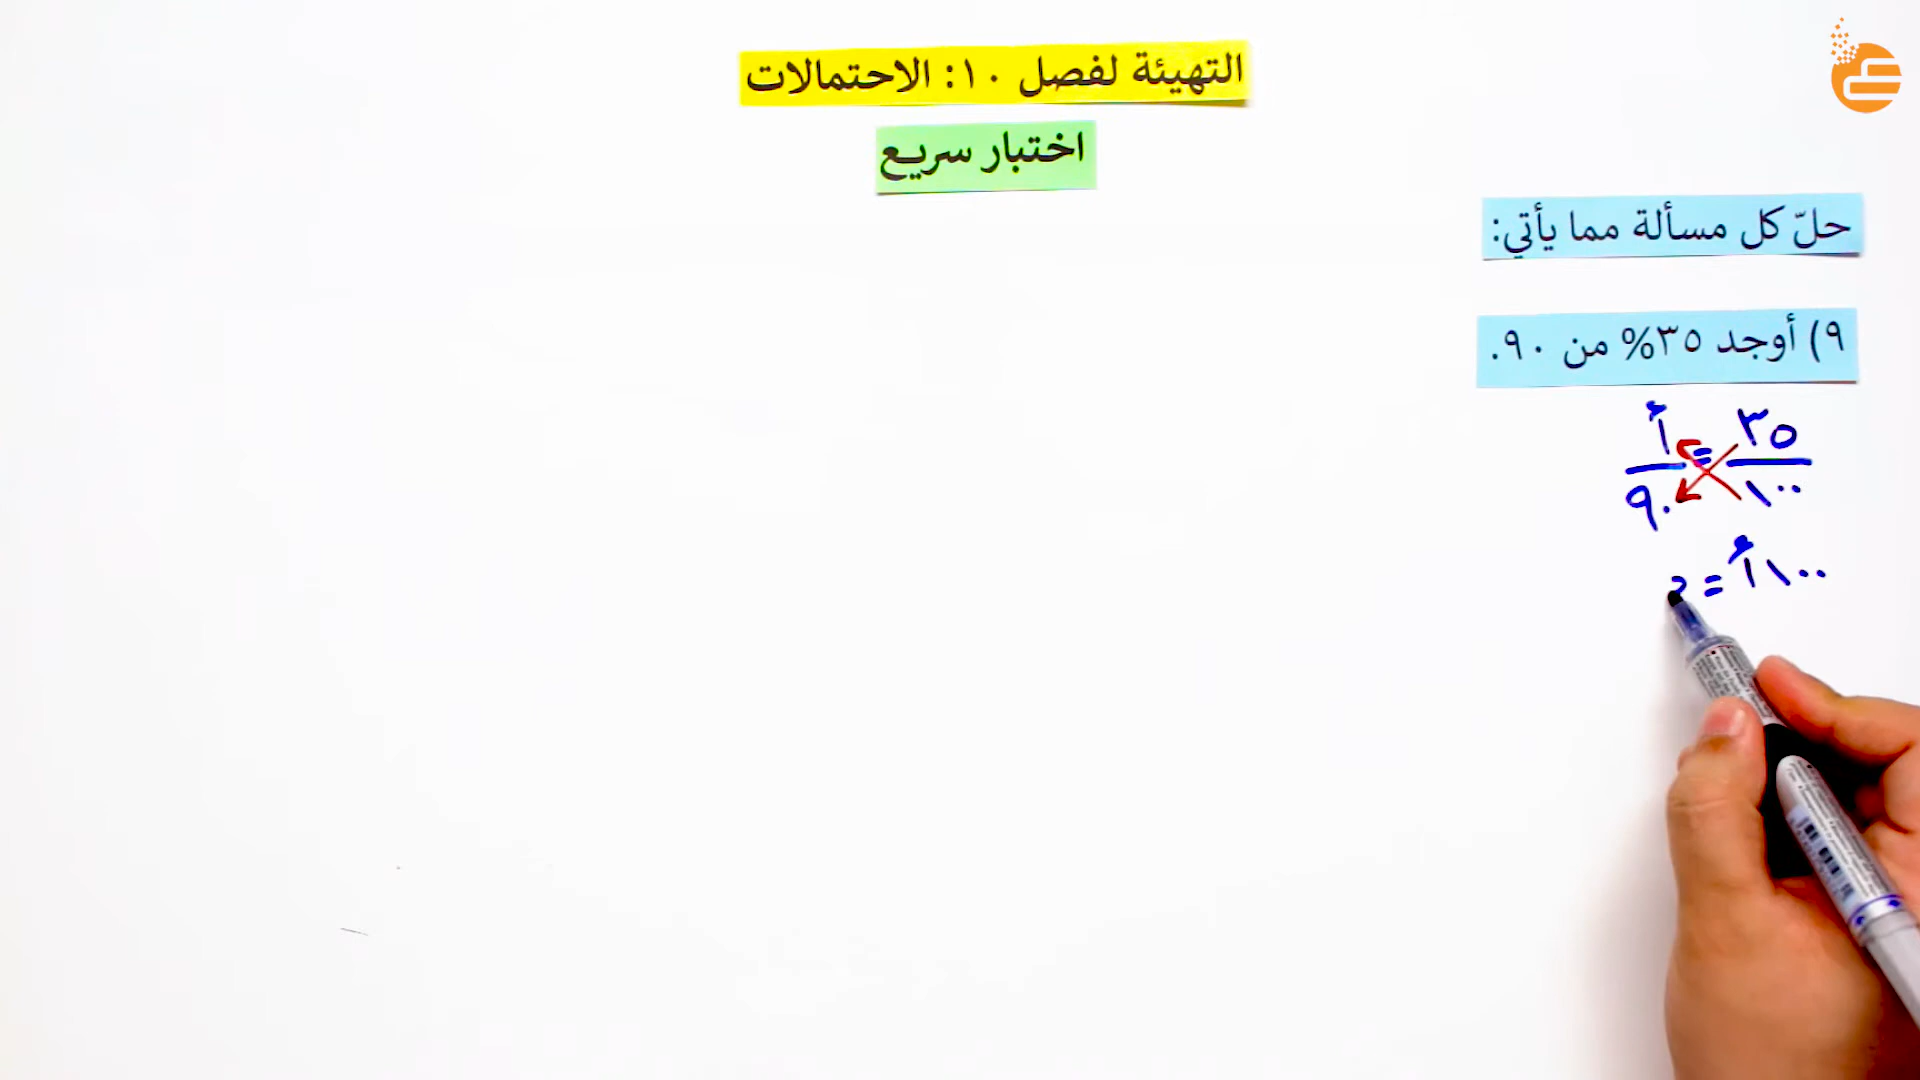 التهيئة لفصل ١٠: الاحتمالات
اختبار سريع
حلّ كل مسألة مما يأتي:
٩) أوجد ٣٥% من ٩٠.
٣٥ = أ
١٠٠ ٩٠
١٠٠أ =